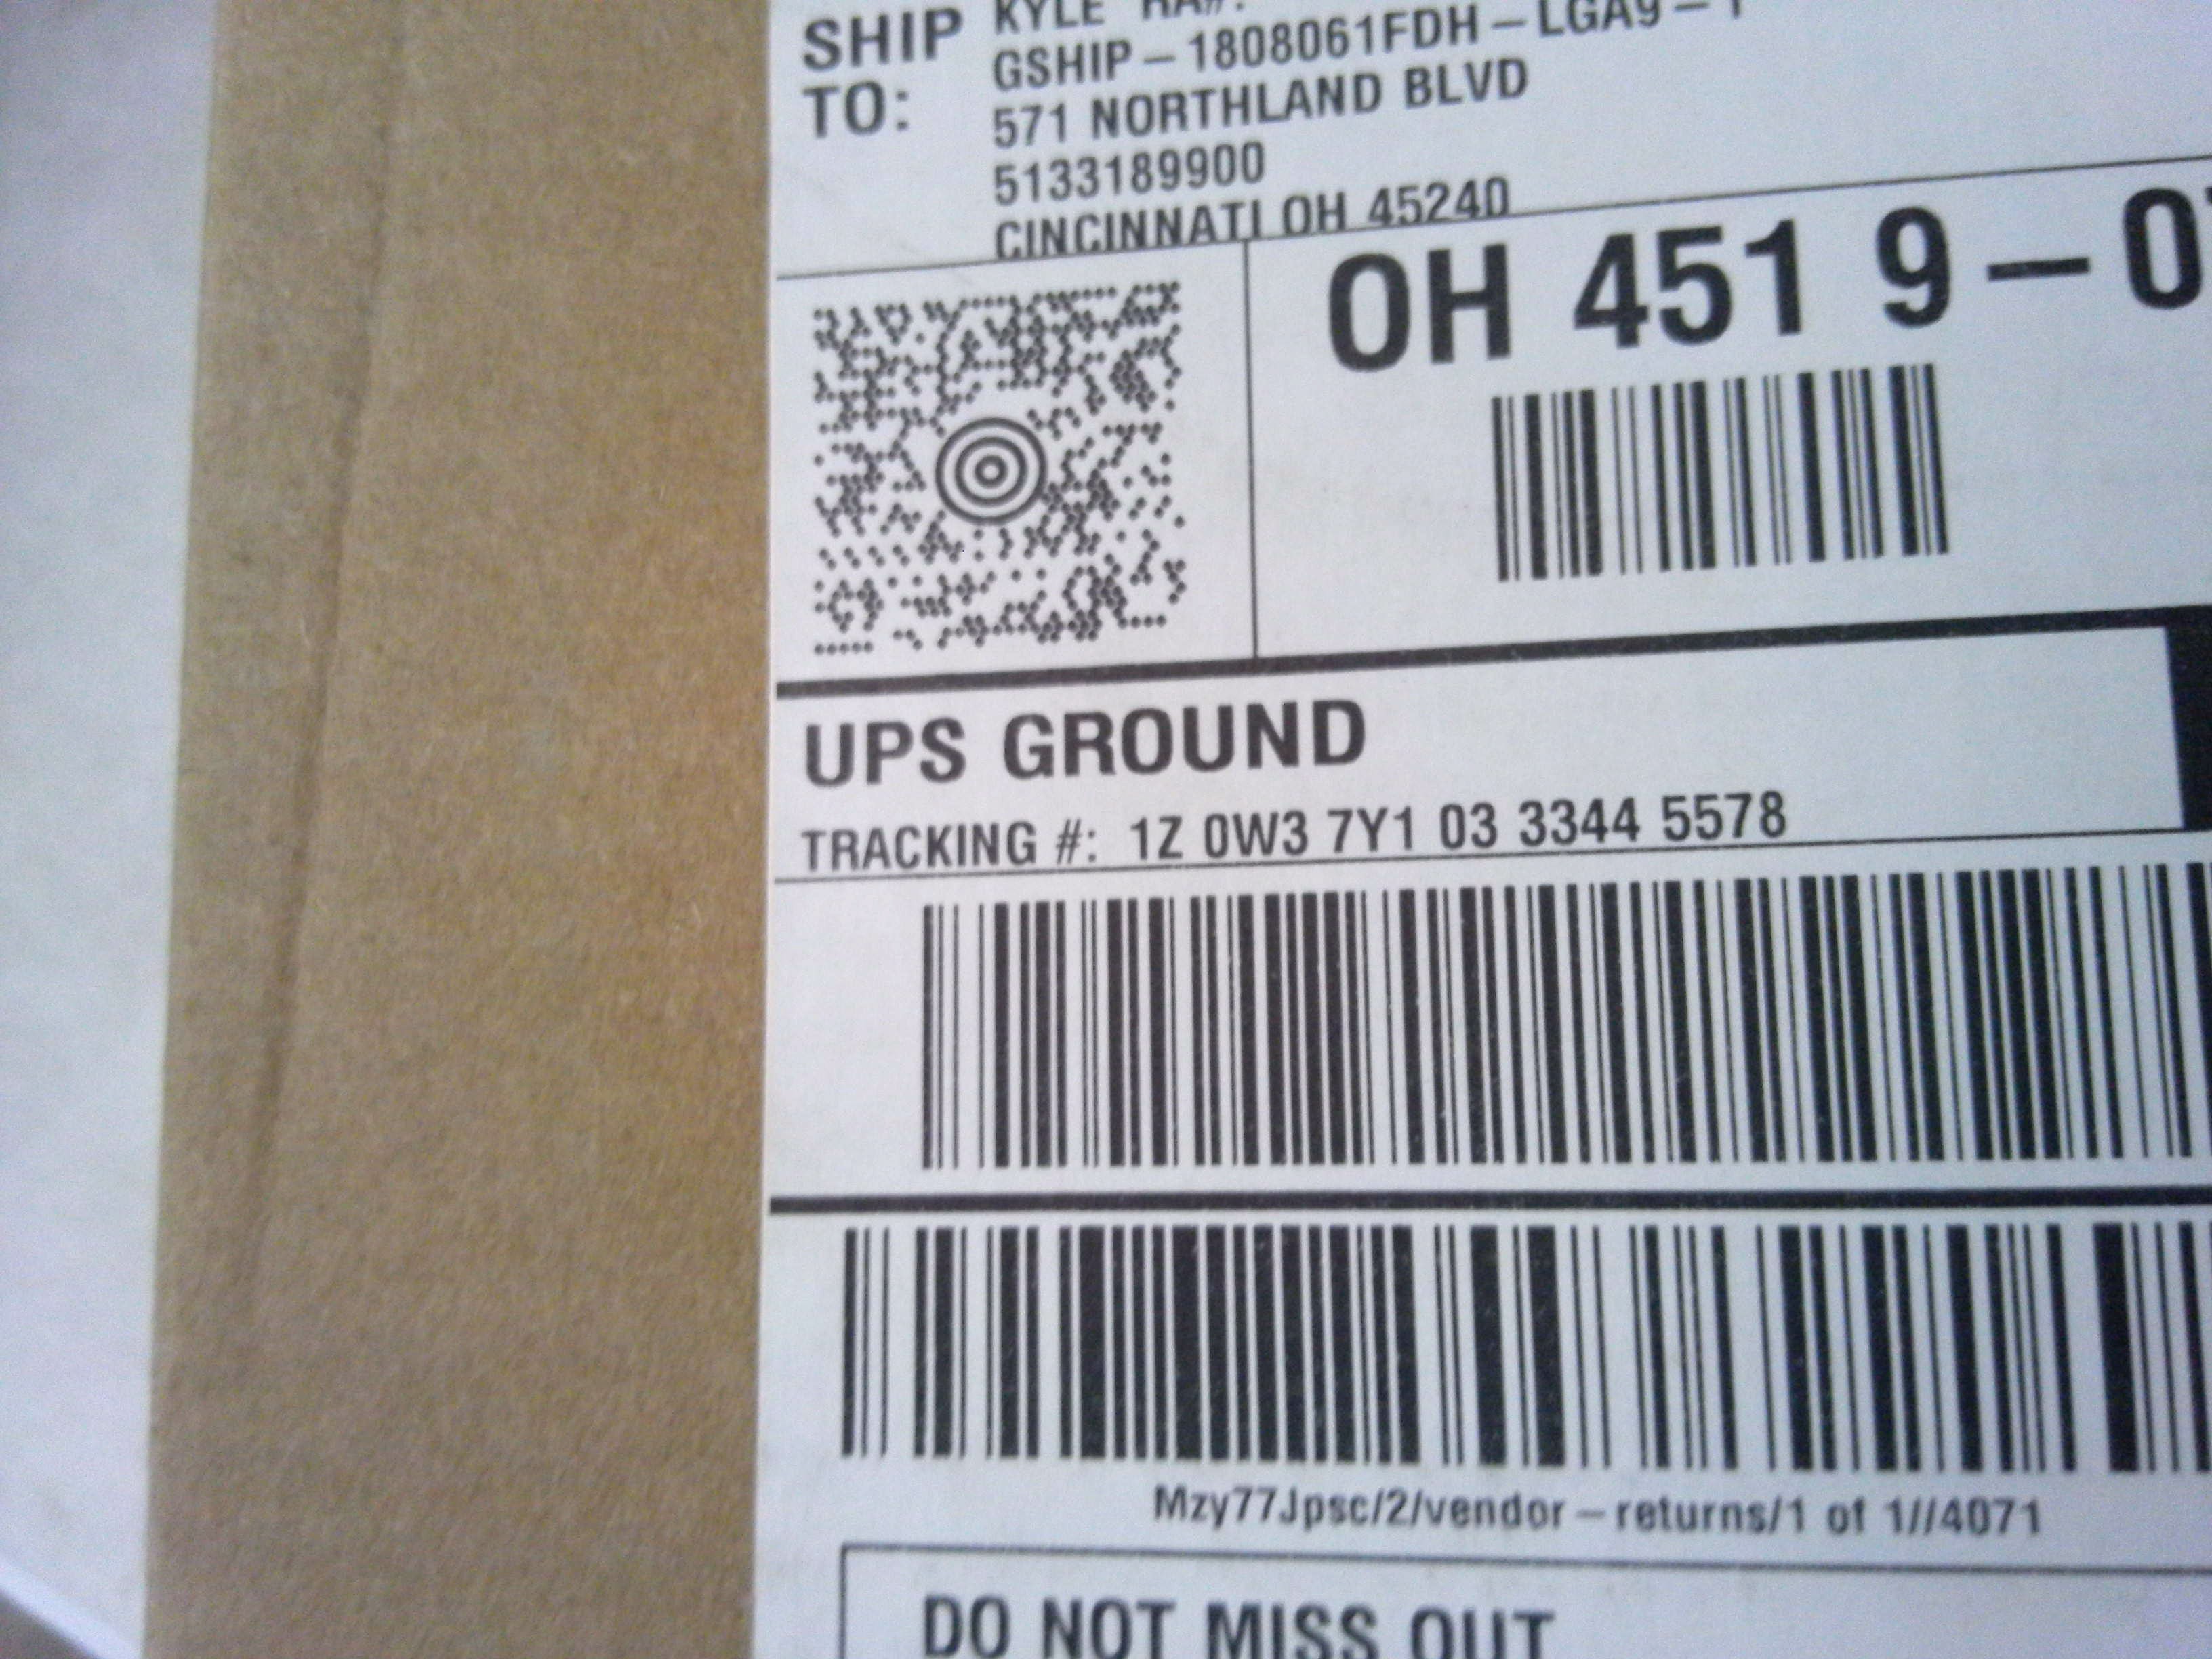 SHIP TO:
KYLE RA#:
GSHIP-1808061FDH-LGA9-1
571 NORTHLAND BLVD
5133189900
CINCINNATI OH 45240
OH 451 9-0
UPS GROUND
TRACKING #: 1Z 0W3 7Y1 03 3344 5578
Mzy77Jpsc/2/vendor-returns/1 of 1//4071
DO NOT MISS OUT